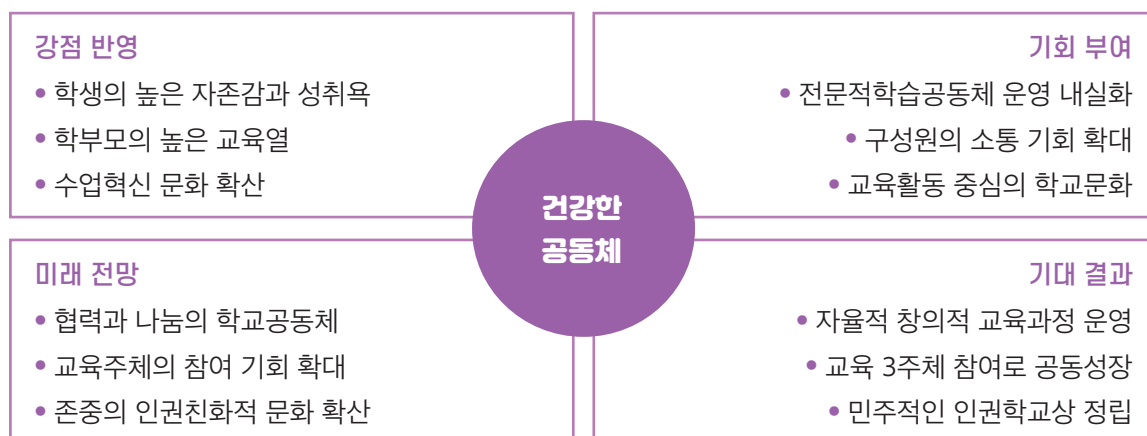 강점 반영
• 학생의 높은 자존감과 성취욕
• 학부모의 높은 교육열
• 수업혁신 문화 확산
기회 부여
• 전문적학습공동체 운영 내실화
• 구성원의 소통 기회 확대
• 교육활동 중심의 학교문화
건강한
공동체
미래 전망
• 협력과 나눔의 학교공동체
• 교육주체의 참여 기회 확대
• 존중의 인권친화적 문화 확산
기대 결과
• 자율적 창의적 교육과정 운영
• 교육 3주체 참여로 공동성장
• 민주적인 인권학교상 정립